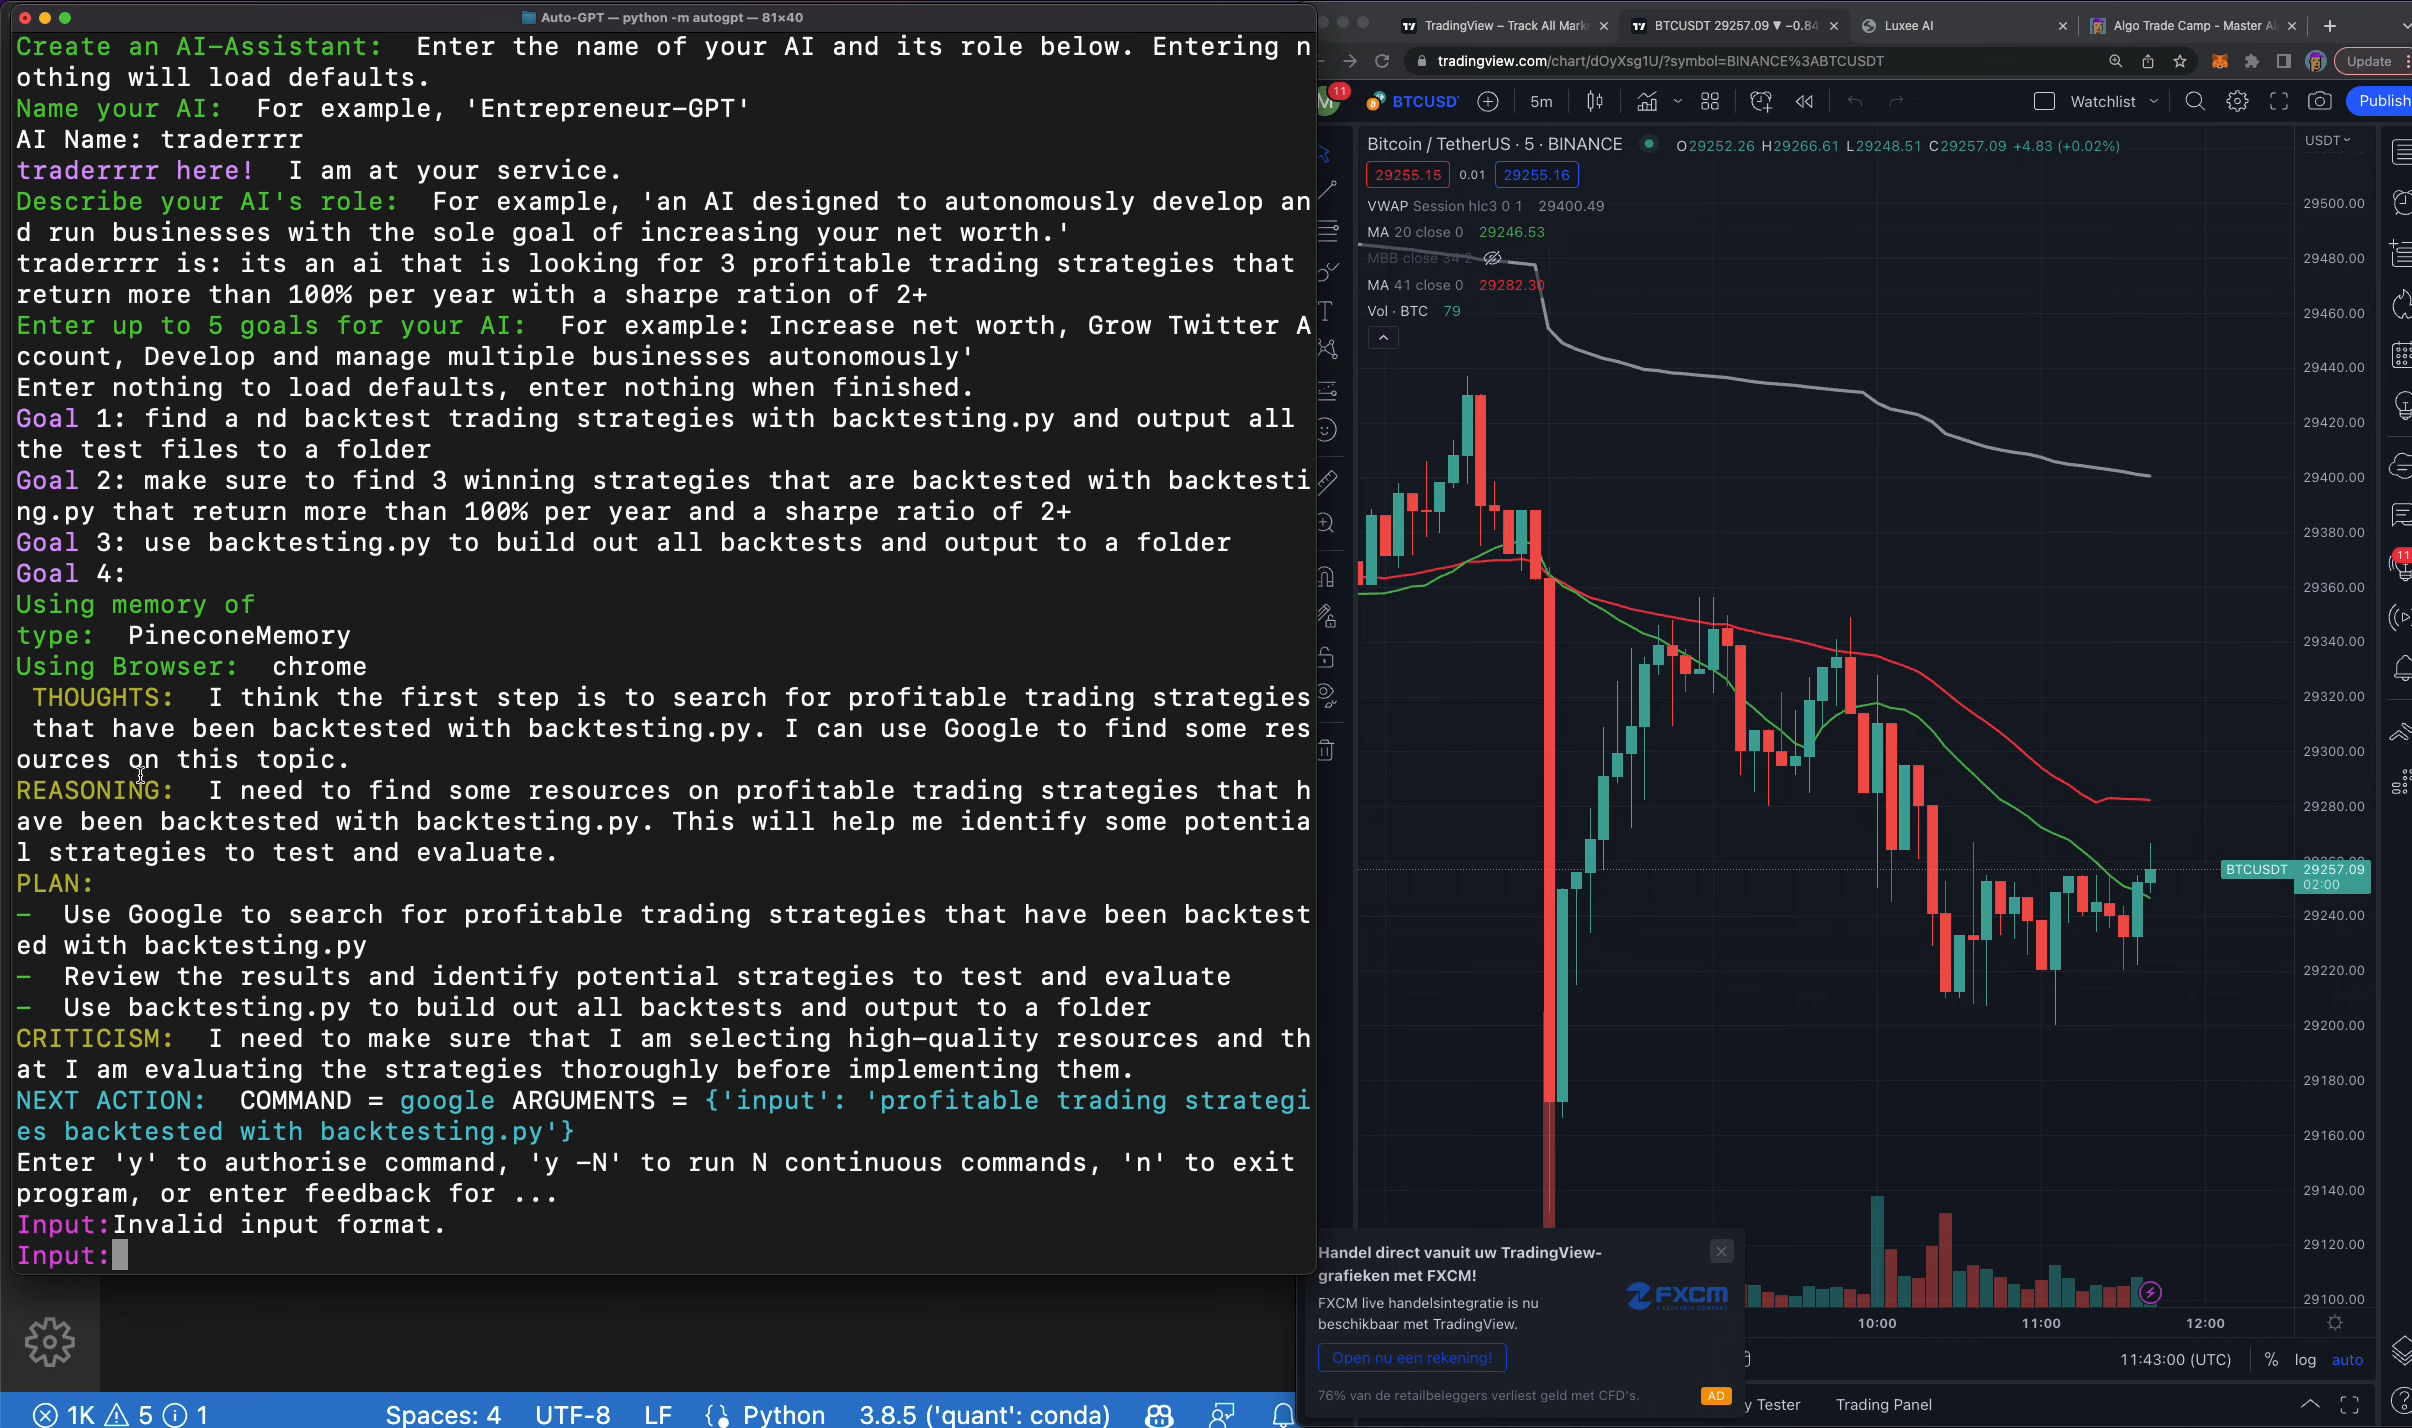 Auto-GPT — python -m autogpt — 81×40
Create an AI-Assistant:  Enter the name of your AI and its role below. Entering n
othing will load defaults.
Name your AI:  For example, 'Entrepreneur-GPT'
AI Name: traderrrr
traderrrr here!  I am at your service.
Describe your AI's role:  For example, 'an AI designed to autonomously develop an
d run businesses with the sole goal of increasing your net worth.'
traderrrr is: its an ai that is looking for 3 profitable trading strategies that
return more than 100% per year with a sharpe ration of 2+
Enter up to 5 goals for your AI:  For example: Increase net worth, Grow Twitter A
ccount, Develop and manage multiple businesses autonomously'
Enter nothing to load defaults, enter nothing when finished.
Goal 1: find a nd backtest trading strategies with backtesting.py and output all
the test files to a folder
Goal 2: make sure to find 3 winning strategies that are backtested with backtesti
ng.py that return more than 100% per year and a sharpe ratio of 2+
Goal 3: use backtesting.py to build out all backtests and output to a folder
Goal 4:
Using memory of
type:  PineconeMemory
Using Browser:  chrome
THOUGHTS:  I think the first step is to search for profitable trading strategies
that have been backtested with backtesting.py. I can use Google to find some res
ources on this topic.
REASONING:  I need to find some resources on profitable trading strategies that h
ave been backtested with backtesting.py. This will help me identify some potentia
l strategies to test and evaluate.
PLAN:
-  Use Google to search for profitable trading strategies that have been backtest
ed with backtesting.py
-  Review the results and identify potential strategies to test and evaluate
-  Use backtesting.py to build out all backtests and output to a folder
CRITICISM:  I need to make sure that I am selecting high-quality resources and th
at I am evaluating the strategies thoroughly before implementing them.
NEXT ACTION:  COMMAND = google ARGUMENTS = {'input': 'profitable trading strategi
es backtested with backtesting.py'}
Enter 'y' to authorise command, 'y -N' to run N continuous commands, 'n' to exit
program, or enter feedback for ...
Input:Invalid input format.
Input:
1K 5 1 Spaces: 4 UTF-8 LF Python 3.8.5 ('quant': conda)
TradingView – Track All Mark
BTCUSDT 29257.09 ▼ −0.84
Luxee AI
Algo Trade Camp - Master Al
tradingview.com/chart/dOyXsg1U/?symbol=BINANCE%3ABTCUSDT
Update
M 11 BTCUSD 5m Watchlist Publish
Bitcoin / TetherUS · 5 · BINANCE O29252.26 H29266.61 L29248.51 C29257.09 +4.83 (+0.02%)
USDT
29255.15 0.01 29255.16
VWAP Session hlc3 0 1 29400.49
MA 20 close 0 29246.53
MBB close 34 2
MA 41 close 0 29282.30
Vol · BTC 79
29500.00
29480.00
29460.00
29440.00
29420.00
29400.00
29380.00
11
29360.00
29340.00
29320.00
29300.00
29280.00
29260.00
BTCUSDT 29257.09
02:00
29240.00
29220.00
29200.00
29180.00
29160.00
29140.00
29120.00
29100.00
10:00 11:00 12:00
Handel direct vanuit uw TradingView-
grafieken met FXCM!
FXCM live handelsintegratie is nu
beschikbaar met TradingView.
FXCM
Open nu een rekening!
76% van de retailbeleggers verliest geld met CFD's.
AD
11:43:00 (UTC) % log auto
y Tester Trading Panel